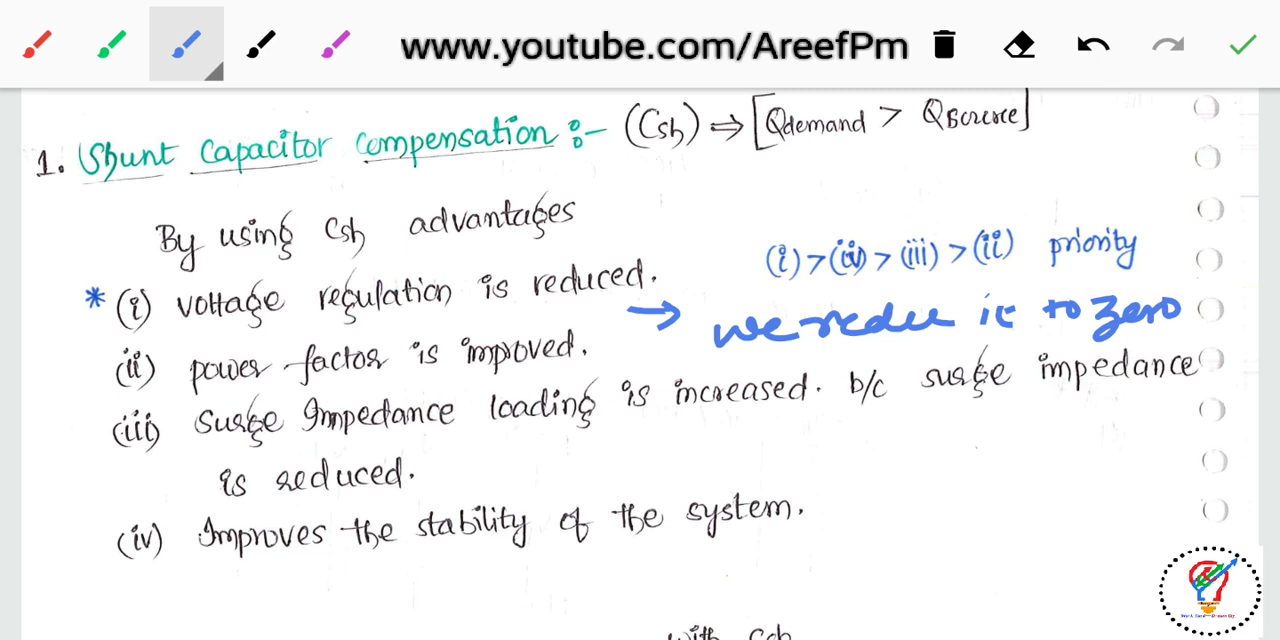 www.youtube.com/AreefPm
1. Shunt Capacitor Compensation :- (Csh) ⇒ [Qdemand > Qsource]
By using Csh advantages
(i) > (iv) > (iii) > (ii) priority
* (i) Voltage regulation is reduced.
→ we reduce it to zero
(ii) power factor is improved.
(iii) Surge Impedance loading is increased. b/c surge impedance
is reduced.
(iv) Improves the stability of the system.
with Csh